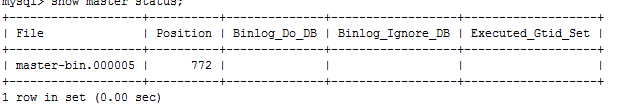 mysql> show master status;
+-------------------+----------+--------------+------------------+-------------------+
| File | Position | Binlog_Do_DB | Binlog_Ignore_DB | Executed_Gtid_Set |
+-------------------+----------+--------------+------------------+-------------------+
| master-bin.000005 | 772 | | | |
+-------------------+----------+--------------+------------------+-------------------+
1 row in set (0.00 sec)